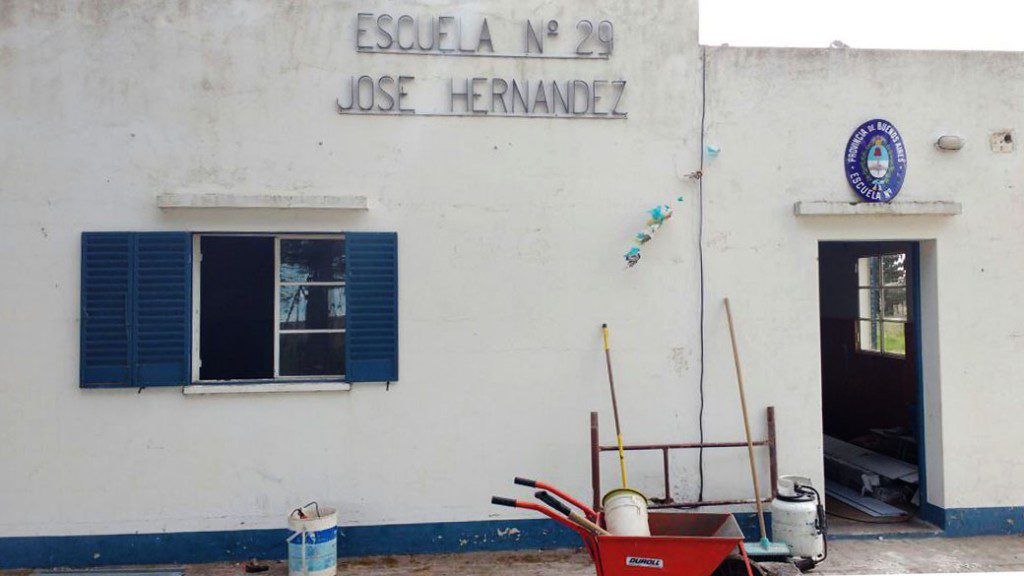 ESCUELA Nº 29
JOSE HERNANDEZ
PROVINCIA DE BUENOS AIRES
ESCUELA Nº
DUROLL